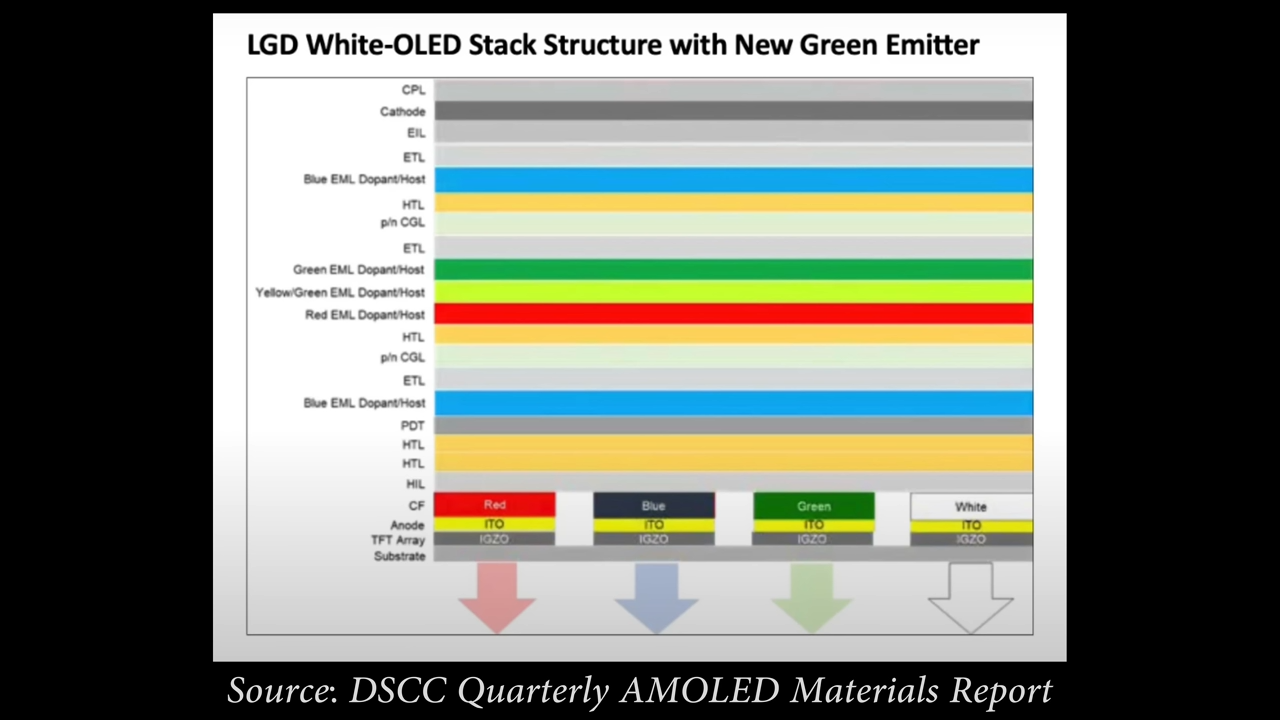 LGD White-OLED Stack Structure with New Green Emitter
CPL
Cathode
EIL
ETL
Blue EML Dopant/Host
HTL
p/n CGL
ETL
Green EML Dopant/Host
Yellow/Green EML Dopant/Host
Red EML Dopant/Host
HTL
p/n CGL
ETL
Blue EML Dopant/Host
PDT
HTL
HTL
HIL
CF Red Blue Green White
Anode ITO ITO ITO ITO
TFT Array IGZO IGZO IGZO IGZO
Substrate
Source: DSCC Quarterly AMOLED Materials Report